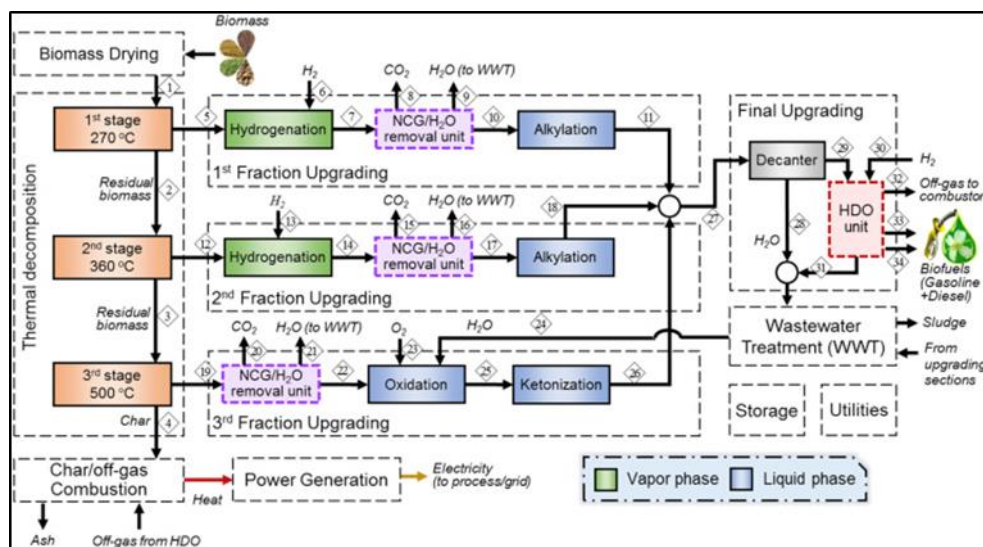 Biomass
Biomass Drying
1
Thermal decomposition
1st stage
270 °C
Residual
biomass
2
2nd stage
360 °C
Residual
biomass
3
3rd stage
500 °C
Char
4
Char/off-gas
Combustion
Ash
Off-gas from HDO
Heat
Power Generation
Electricity
(to process/grid)
5
H2
6
Hydrogenation
7
CO2
8
H2O (to WWT)
9
NCG/H2O
removal unit
10
Alkylation
11
1st Fraction Upgrading
12
H2
13
Hydrogenation
14
CO2
15
H2O (to WWT)
16
NCG/H2O
removal unit
17
Alkylation
18
2nd Fraction Upgrading
19
CO2
20
H2O (to WWT)
21
NCG/H2O
removal unit
22
O2
23
H2O
24
Oxidation
25
Ketonization
26
3rd Fraction Upgrading
27
Final Upgrading
Decanter
28
H2O
29
30
H2
HDO
unit
31
32
Off-gas to
combustor
33
34
Biofuels
(Gasoline
+Diesel)
Wastewater
Treatment (WWT)
Sludge
From
upgrading
sections
Storage
Utilities
Vapor phase
Liquid phase